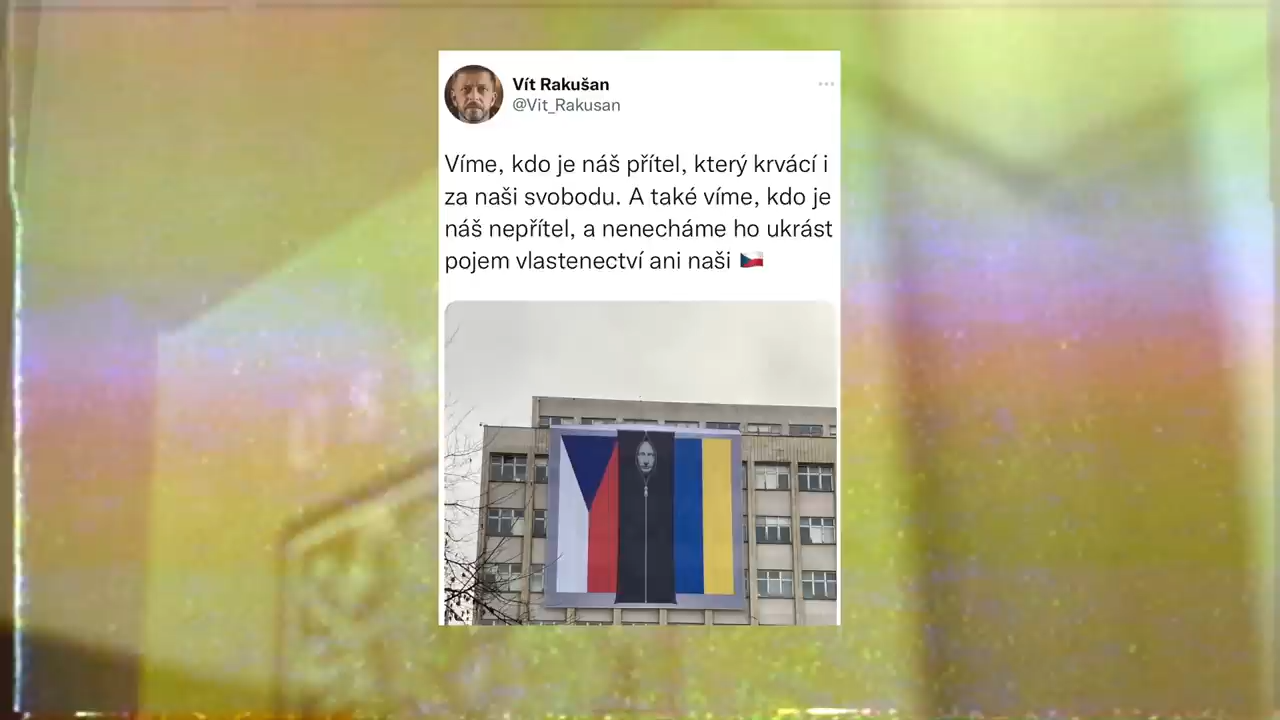 Vít Rakušan
@Vit_Rakusan
Víme, kdo je náš přítel, který krvácí i
za naši svobodu. A také víme, kdo je
náš nepřítel, a nenecháme ho ukrást
pojem vlastenectví ani naši 🇨🇿